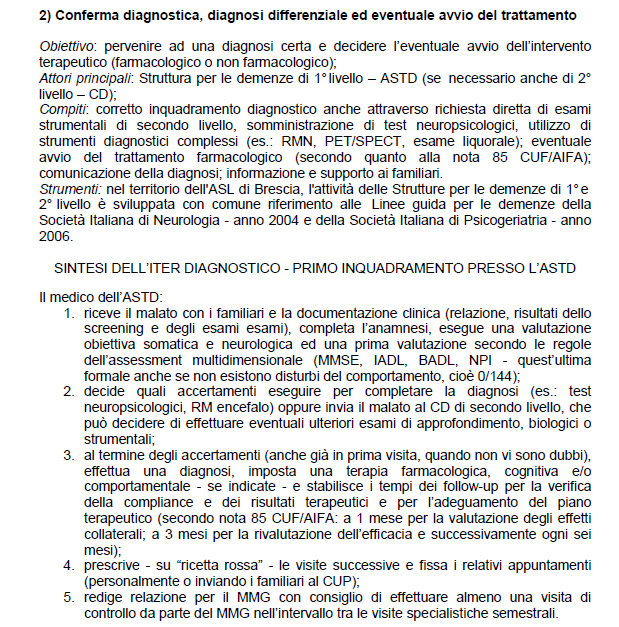 2) Conferma diagnostica, diagnosi differenziale ed eventuale avvio del trattamento
Obiettivo: pervenire ad una diagnosi certa e decidere l'eventuale avvio dell'intervento
terapeutico (farmacologico o non farmacologico);
Attori principali: Struttura per le demenze di 1° livello – ASTD (se necessario anche di 2°
livello – CD);
Compiti: corretto inquadramento diagnostico anche attraverso richiesta diretta di esami
strumentali di secondo livello, somministrazione di test neuropsicologici, utilizzo di
strumenti diagnostici complessi (es.: RMN, PET/SPECT, esame liquorale); eventuale
avvio del trattamento farmacologico (secondo quanto alla nota 85 CUF/AIFA);
comunicazione della diagnosi; informazione e supporto ai familiari.
Strumenti: nel territorio dell'ASL di Brescia, l'attività delle Strutture per le demenze di 1° e
2° livello è sviluppata con comune riferimento alle Linee guida per le demenze della
Società Italiana di Neurologia - anno 2004 e della Società Italiana di Psicogeriatria - anno
2006.
SINTESI DELL'ITER DIAGNOSTICO - PRIMO INQUADRAMENTO PRESSO L'ASTD
Il medico dell'ASTD:
1. riceve il malato con i familiari e la documentazione clinica (relazione, risultati dello
screening e degli esami esami), completa l'anamnesi, esegue una valutazione
obiettiva somatica e neurologica ed una prima valutazione secondo le regole
dell'assessment multidimensionale (MMSE, IADL, BADL, NPI - quest'ultima
formale anche se non esistono disturbi del comportamento, cioè 0/144);
2. decide quali accertamenti eseguire per completare la diagnosi (es.: test
neuropsicologici, RM encefalo) oppure invia il malato al CD di secondo livello, che
può decidere di effettuare eventuali ulteriori esami di approfondimento, biologici o
strumentali;
3. al termine degli accertamenti (anche già in prima visita, quando non vi sono dubbi),
effettua una diagnosi, imposta una terapia farmacologica, cognitiva e/o
comportamentale - se indicate - e stabilisce i tempi dei follow-up per la verifica
della compliance e dei risultati terapeutici e per l'adeguamento del piano
terapeutico (secondo nota 85 CUF/AIFA: a 1 mese per la valutazione degli effetti
collaterali; a 3 mesi per la rivalutazione dell'efficacia e successivamente ogni sei
mesi);
4. prescrive - su "ricetta rossa" - le visite successive e fissa i relativi appuntamenti
(personalmente o inviando i familiari al CUP);
5. redige relazione per il MMG con consiglio di effettuare almeno una visita di
controllo da parte del MMG nell'intervallo tra le visite specialistiche semestrali.